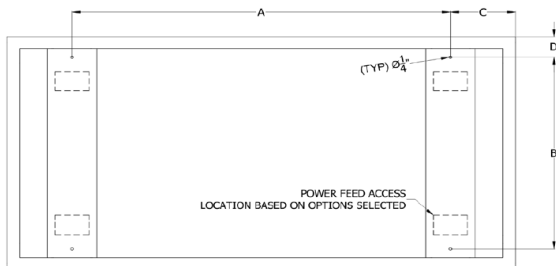 A
C
D
(TYP) Ø1/4"
B
POWER FEED ACCESS
LOCATION BASED ON OPTIONS SELECTED